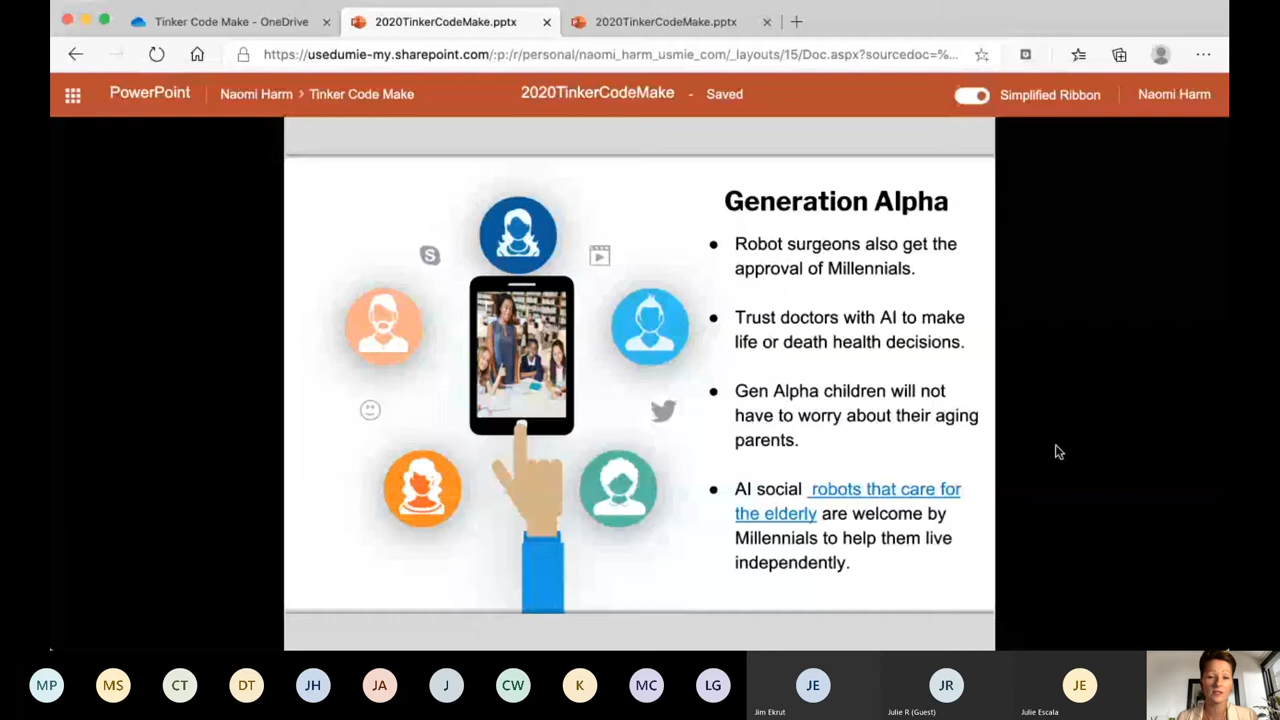 Tinker Code Make - OneDrive
2020TinkerCodeMake.pptx
2020TinkerCodeMake.pptx
https://usedumie-my.sharepoint.com/:p:/r/personal/naomi_harm_usmie_com/_layouts/15/Doc.aspx?sourcedoc=%...
PowerPoint
Naomi Harm > Tinker Code Make
2020TinkerCodeMake - Saved
Simplified Ribbon
Naomi Harm
Generation Alpha
● Robot surgeons also get the
approval of Millennials.
● Trust doctors with AI to make
life or death health decisions.
● Gen Alpha children will not
have to worry about their aging
parents.
● AI social robots that care for
the elderly are welcome by
Millennials to help them live
independently.
MP MS CT DT JH JA J CW K MC LG JE JR JE
Jim Ekrut
Julie R (Guest)
Julie Escala